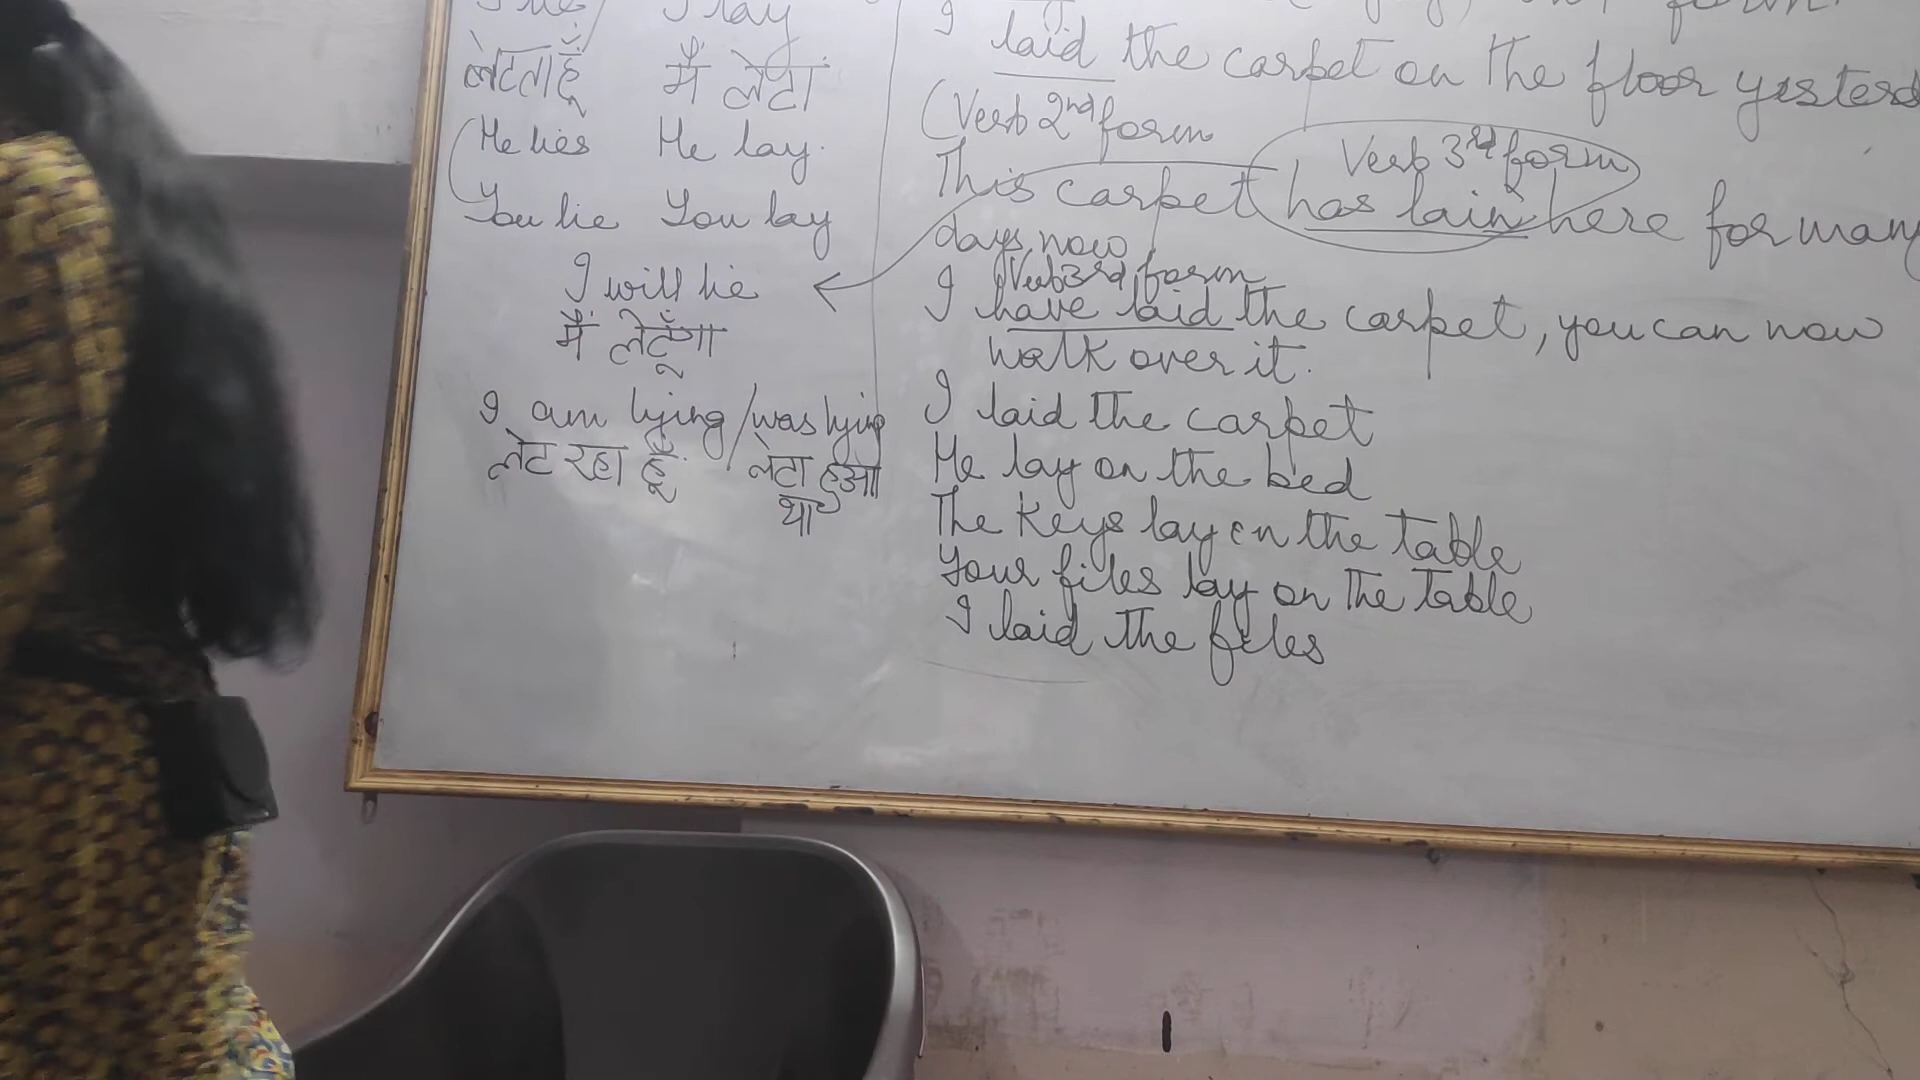 I lay
लेटता हूँ मैं लेटा
He lies He lay.
You lie You lay
I will lie
मैं लेटूँगा
I am lying / was lying
लेट रहा हूँ लेटा हुआ
था
form.
I laid the carpet on the floor
(Verb 2nd form
Verb 3rd form
This carpet has lain here for many
days now
Verb 3rd form
I have laid the carpet, you can now
walk over it.
I laid the carpet
He lay on the bed
The keys lay on the table
Your files lay on the table
I laid the files